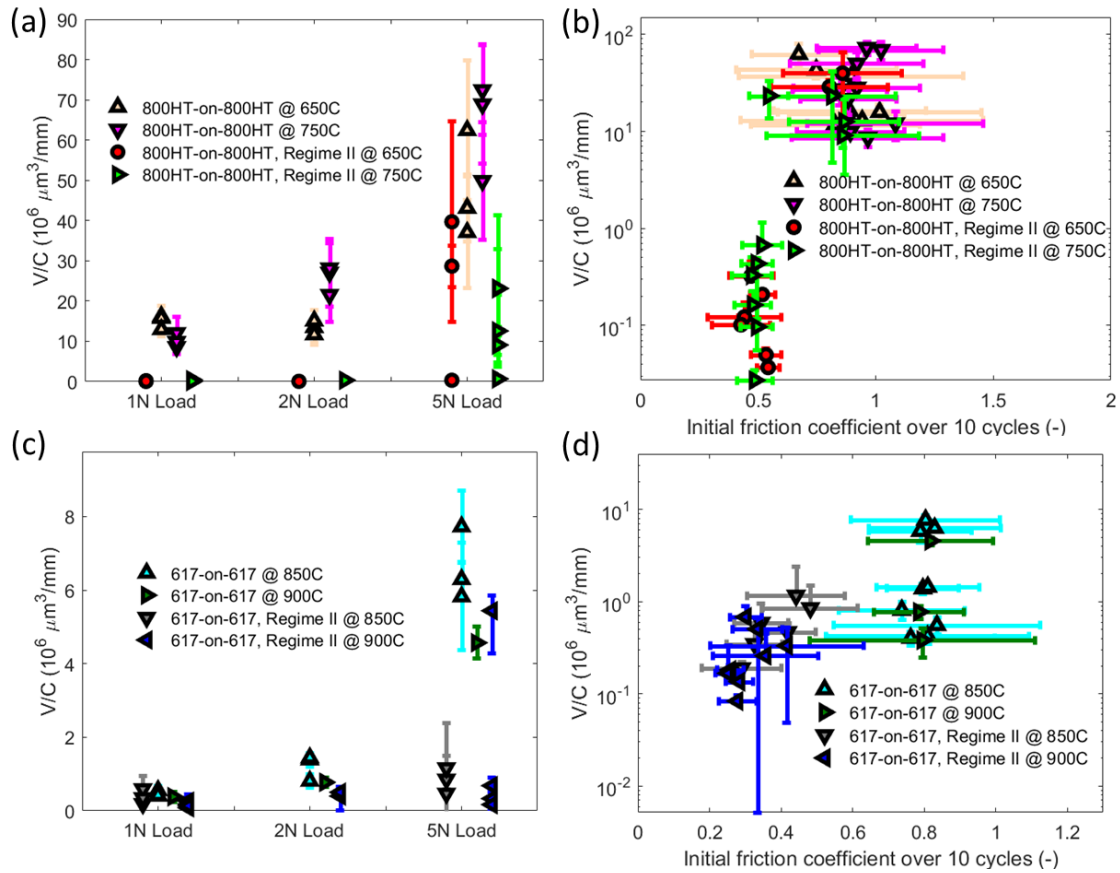 (a)
90
80
70
60
50
40
30
20
10
0
V/C (10⁶ μm³/mm)
800HT-on-800HT @ 650C
800HT-on-800HT @ 750C
800HT-on-800HT, Regime II @ 650C
800HT-on-800HT, Regime II @ 750C
1N Load 2N Load 5N Load
(b)
10²
10¹
10⁰
10⁻¹
V/C (10⁶ μm³/mm)
800HT-on-800HT @ 650C
800HT-on-800HT @ 750C
800HT-on-800HT, Regime II @ 650C
800HT-on-800HT, Regime II @ 750C
0 0.5 1 1.5 2
Initial friction coefficient over 10 cycles (-)
(c)
8
6
4
2
0
V/C (10⁶ μm³/mm)
617-on-617 @ 850C
617-on-617 @ 900C
617-on-617, Regime II @ 850C
617-on-617, Regime II @ 900C
1N Load 2N Load 5N Load
(d)
10¹
10⁰
10⁻¹
10⁻²
V/C (10⁶ μm³/mm)
617-on-617 @ 850C
617-on-617 @ 900C
617-on-617, Regime II @ 850C
617-on-617, Regime II @ 900C
0 0.2 0.4 0.6 0.8 1 1.2
Initial friction coefficient over 10 cycles (-)